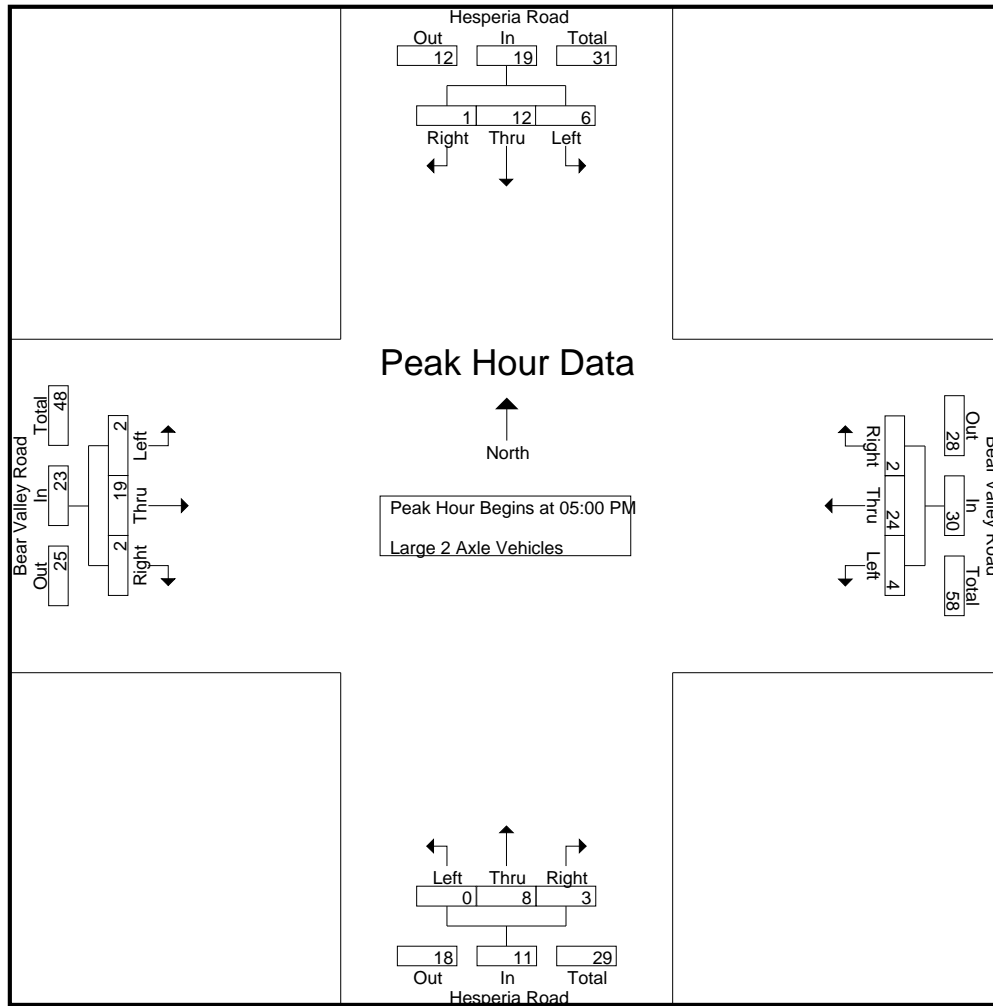 Hesperia Road
Out In Total
12 19 31
1 12 6
Right Thru Left
Peak Hour Data
North
Peak Hour Begins at 05:00 PM
Large 2 Axle Vehicles
Bear Valley Road
Total In Out
48 23 25
2 19 2
Left Thru Right
Bear Valley Road
Out In Total
28 30 58
2 24 4
Right Thru Left
Left Thru Right
0 8 3
18 11 29
Out In Total
Hesperia Road